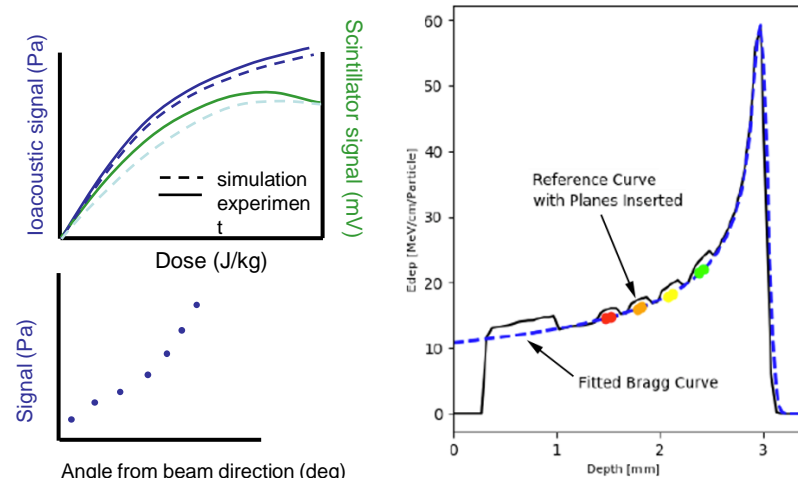 Ioacoustic signal (Pa)
Scintillator signal (mV)
simulation
experimen
t
Dose (J/kg)
Signal (Pa)
Angle from beam direction (deg)
60
50
40
30
20
10
0
Edep [MeV/cm/Particle]
Reference Curve
with Planes Inserted
Fitted Bragg Curve
0
1
2
3
Depth [mm]